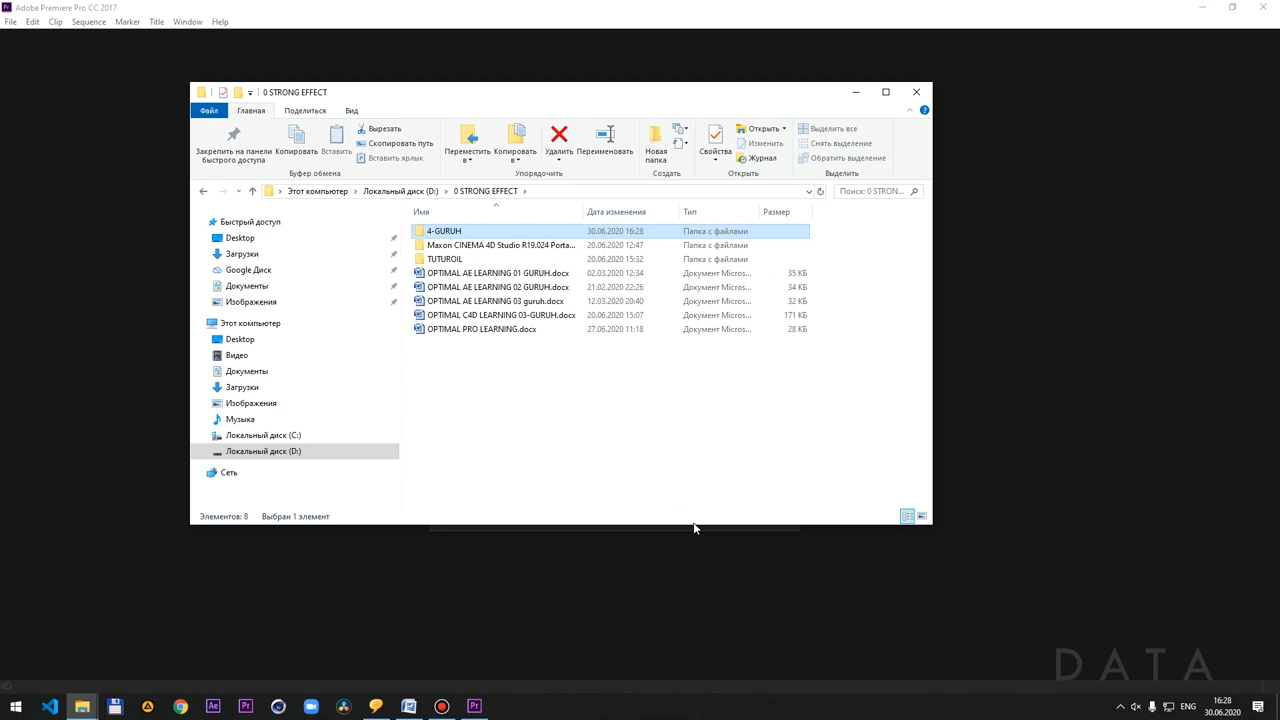 Adobe Premiere Pro CC 2017
File Edit Clip Sequence Marker Title Window Help
0 STRONG EFFECT
Файл Главная Поделиться Вид
Закрепить на панели быстрого доступа
Копировать
Вставить
Вырезать
Скопировать путь
Вставить ярлык
Буфер обмена
Переместить в
Копировать в
Удалить
Переименовать
Упорядочить
Новая папка
Создать
Свойства
Открыть
Изменить
Журнал
Открыть
Выделить все
Снять выделение
Обратить выделение
Выделить
Этот компьютер > Локальный диск (D:) > 0 STRONG EFFECT >
Поиск: 0 STRON...
Быстрый доступ
Desktop
Загрузки
Google Диск
Документы
Изображения
Этот компьютер
Desktop
Видео
Документы
Загрузки
Изображения
Музыка
Локальный диск (C:)
Локальный диск (D:)
Сеть
Имя Дата изменения Тип Размер
4-GURUH 30.06.2020 16:28 Папка с файлами
Maxon CINEMA 4D Studio R19.024 Porta... 20.06.2020 12:47 Папка с файлами
TUTUROIL 20.06.2020 15:32 Папка с файлами
OPTIMAL AE LEARNING 01 GURUH.docx 02.03.2020 12:34 Документ Micros... 35 КБ
OPTIMAL AE LEARNING 02 GURUH.docx 21.02.2020 22:26 Документ Micros... 34 КБ
OPTIMAL AE LEARNING 03 guruh.docx 12.03.2020 20:40 Документ Micros... 32 КБ
OPTIMAL C4D LEARNING 03-GURUH.docx 20.06.2020 15:07 Документ Micros... 171 КБ
OPTIMAL PRO LEARNING.docx 27.06.2020 11:18 Документ Micros... 28 КБ
Элементов: 8 Выбран 1 элемент
DATA
ENG
16:28
30.06.2020